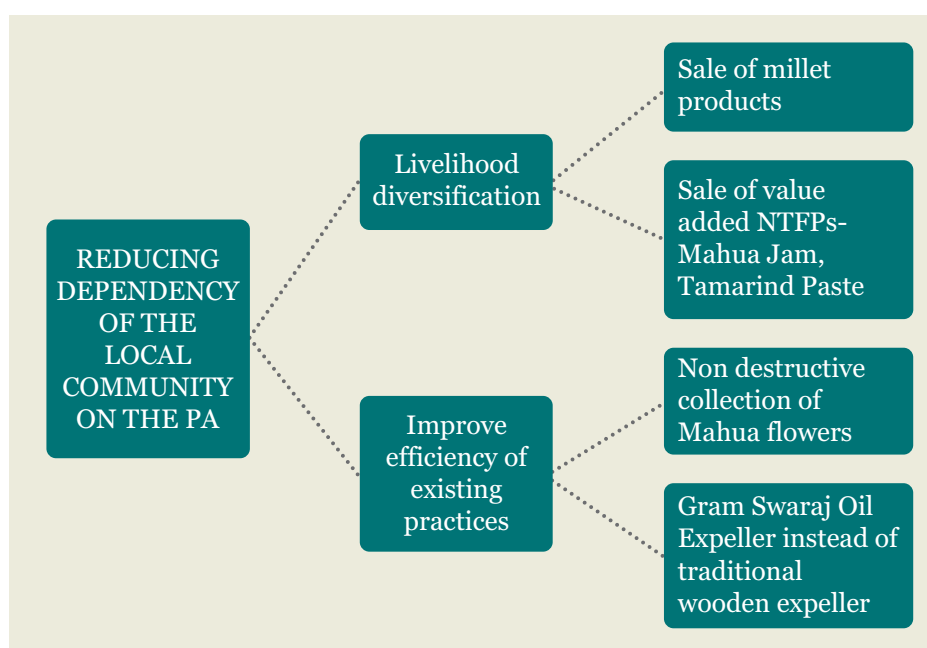 REDUCING
DEPENDENCY
OF THE
LOCAL
COMMUNITY
ON THE PA
Livelihood
diversification
Sale of millet
products
Sale of value
added NTFPs-
Mahua Jam,
Tamarind Paste
Improve
efficiency of
existing
practices
Non destructive
collection of
Mahua flowers
Gram Swaraj Oil
Expeller instead of
traditional
wooden expeller